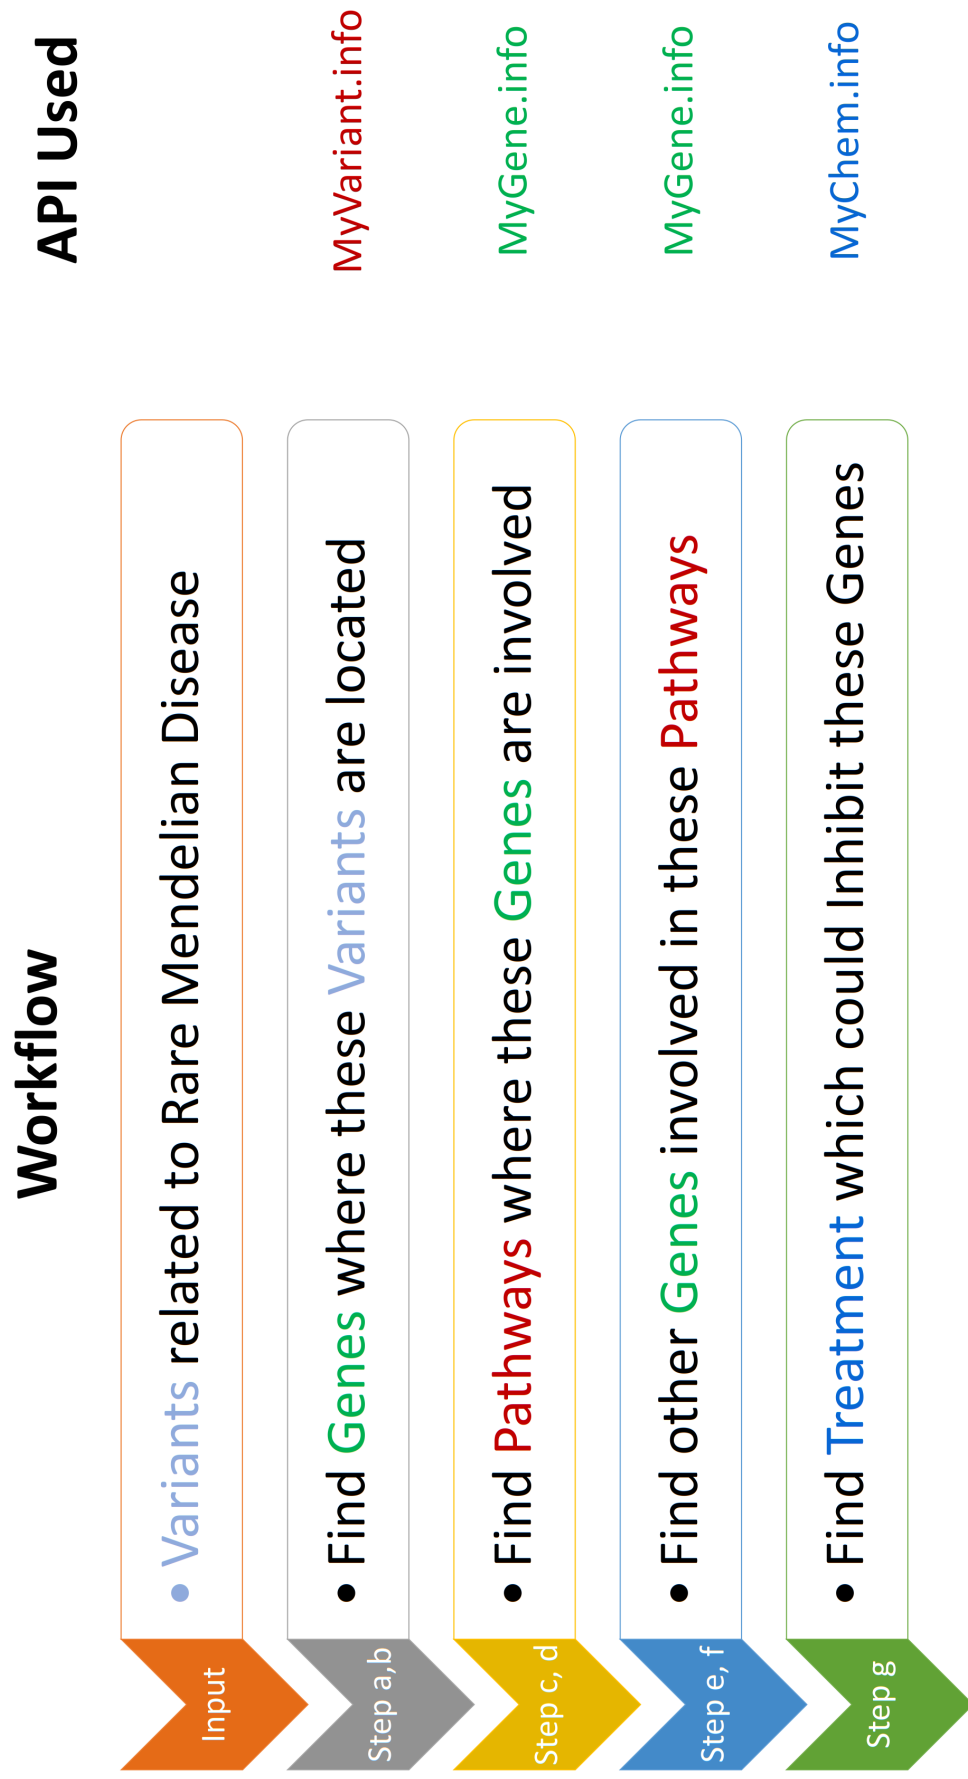 Workflow
API Used
Input
• Variants related to Rare Mendelian Disease
Step a,b
• Find Genes where these Variants are located
MyVariant.info
Step c, d
• Find Pathways where these Genes are involved
MyGene.info
Step e, f
• Find other Genes involved in these Pathways
MyGene.info
Step g
• Find Treatment which could Inhibit these Genes
MyChem.info